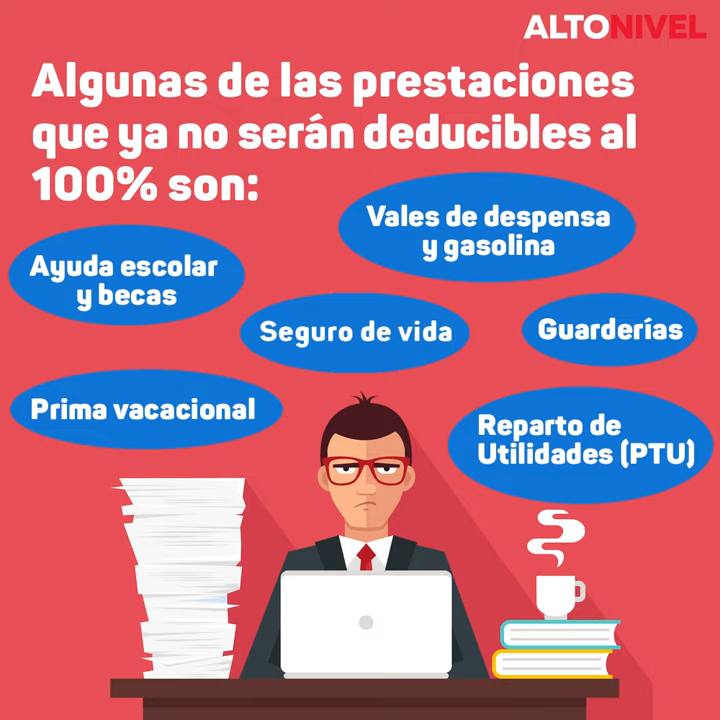 ALTONIVEL
Algunas de las prestaciones
que ya no serán deducibles al
100% son:
Vales de despensa
y gasolina
Ayuda escolar
y becas
Seguro de vida
Guarderías
Prima vacacional
Reparto de
Utilidades (PTU)